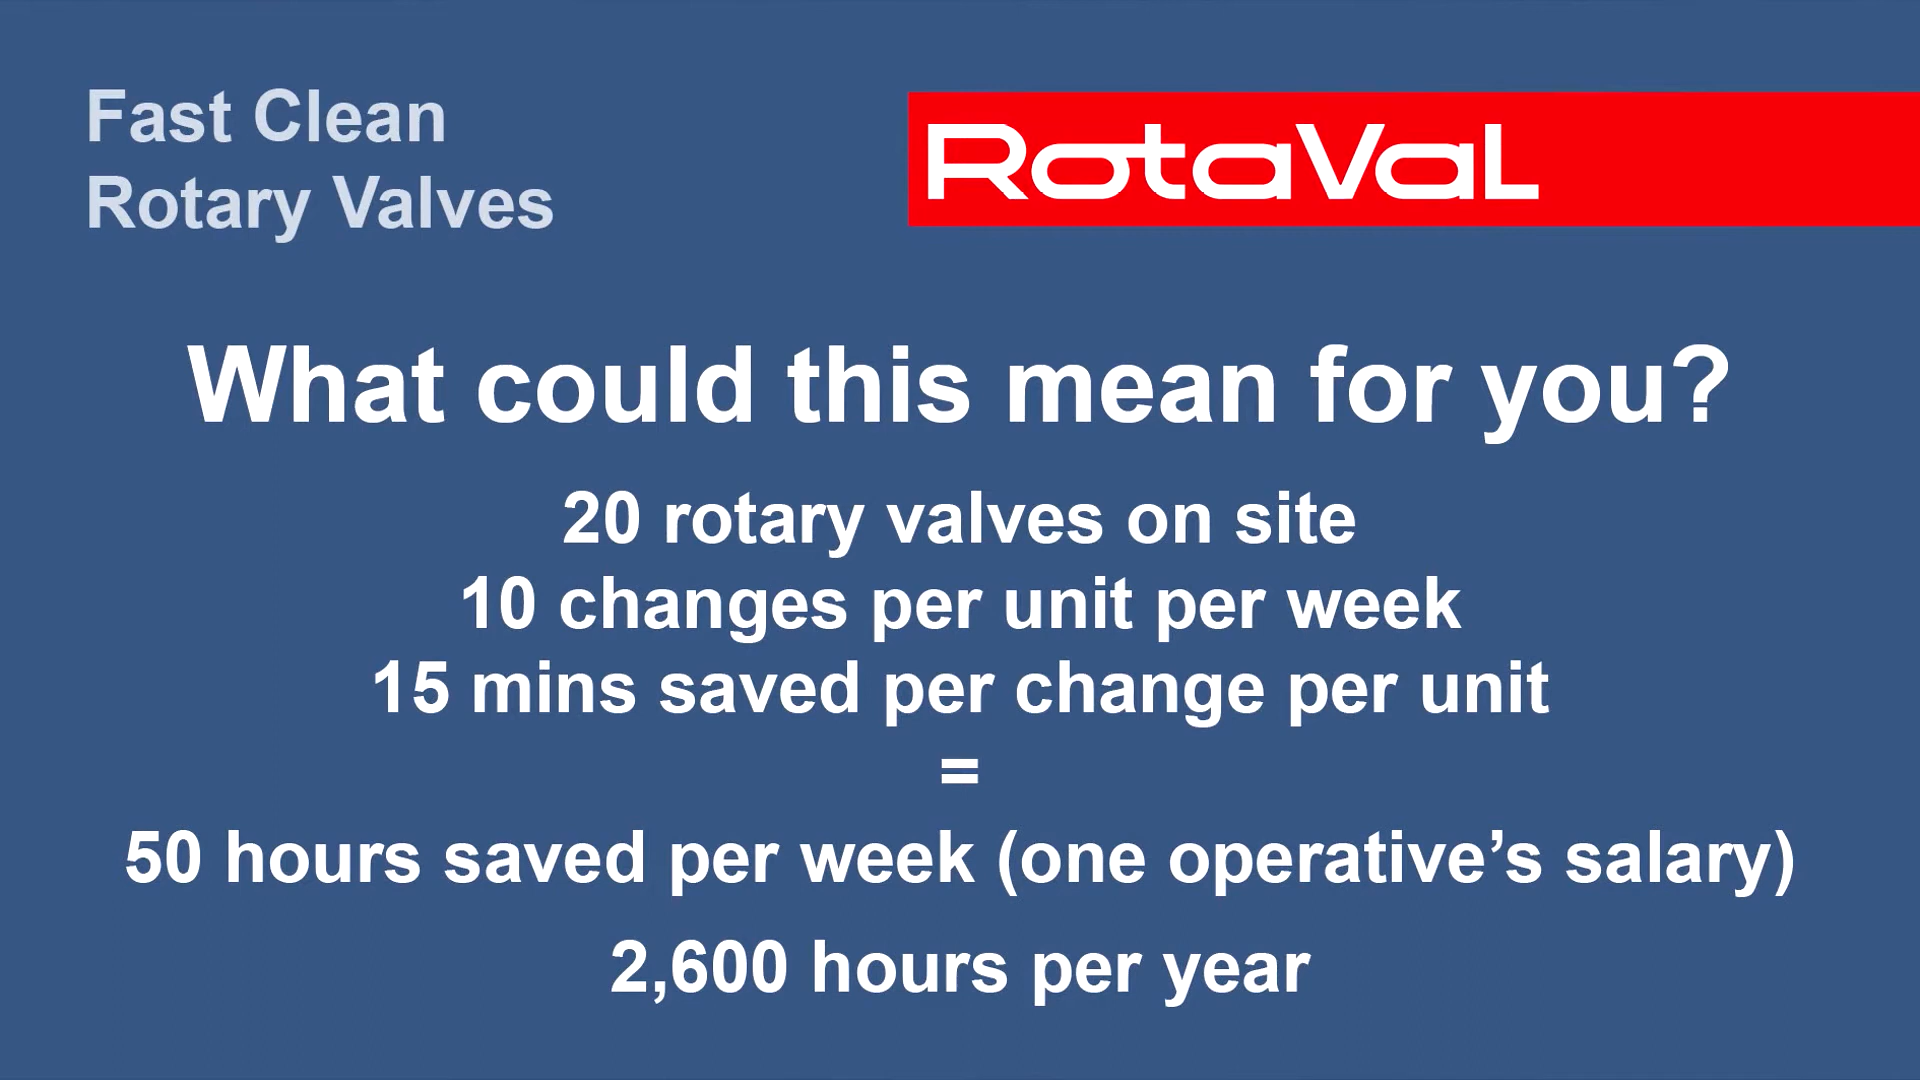 Fast Clean
Rotary Valves
RotaVal
What could this mean for you?
20 rotary valves on site
10 changes per unit per week
15 mins saved per change per unit
=
50 hours saved per week (one operative’s salary)
2,600 hours per year